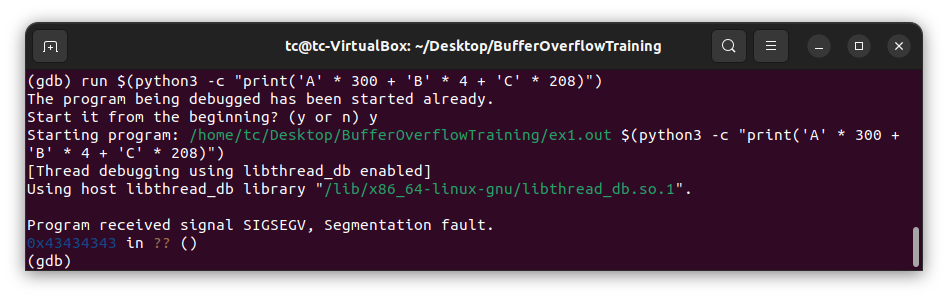 tc@tc-VirtualBox: ~/Desktop/BufferOverflowTraining
(gdb) run $(python3 -c "print('A' * 300 + 'B' * 4 + 'C' * 208)")
The program being debugged has been started already.
Start it from the beginning? (y or n) y
Starting program: /home/tc/Desktop/BufferOverflowTraining/ex1.out $(python3 -c "print('A' * 300 +
'B' * 4 + 'C' * 208)")
[Thread debugging using libthread_db enabled]
Using host libthread_db library "/lib/x86_64-linux-gnu/libthread_db.so.1".
Program received signal SIGSEGV, Segmentation fault.
0x43434343 in ?? ()
(gdb)